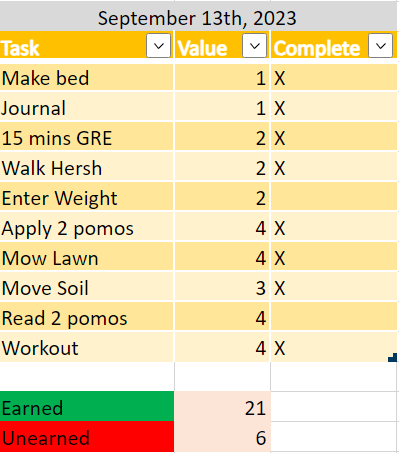 September 13th, 2023
Task Value Complete
Make bed 1 X
Journal 1 X
15 mins GRE 2 X
Walk Hersh 2 X
Enter Weight 2
Apply 2 pomos 4 X
Mow Lawn 4 X
Move Soil 3 X
Read 2 pomos 4
Workout 4 X
Earned 21
Unearned 6